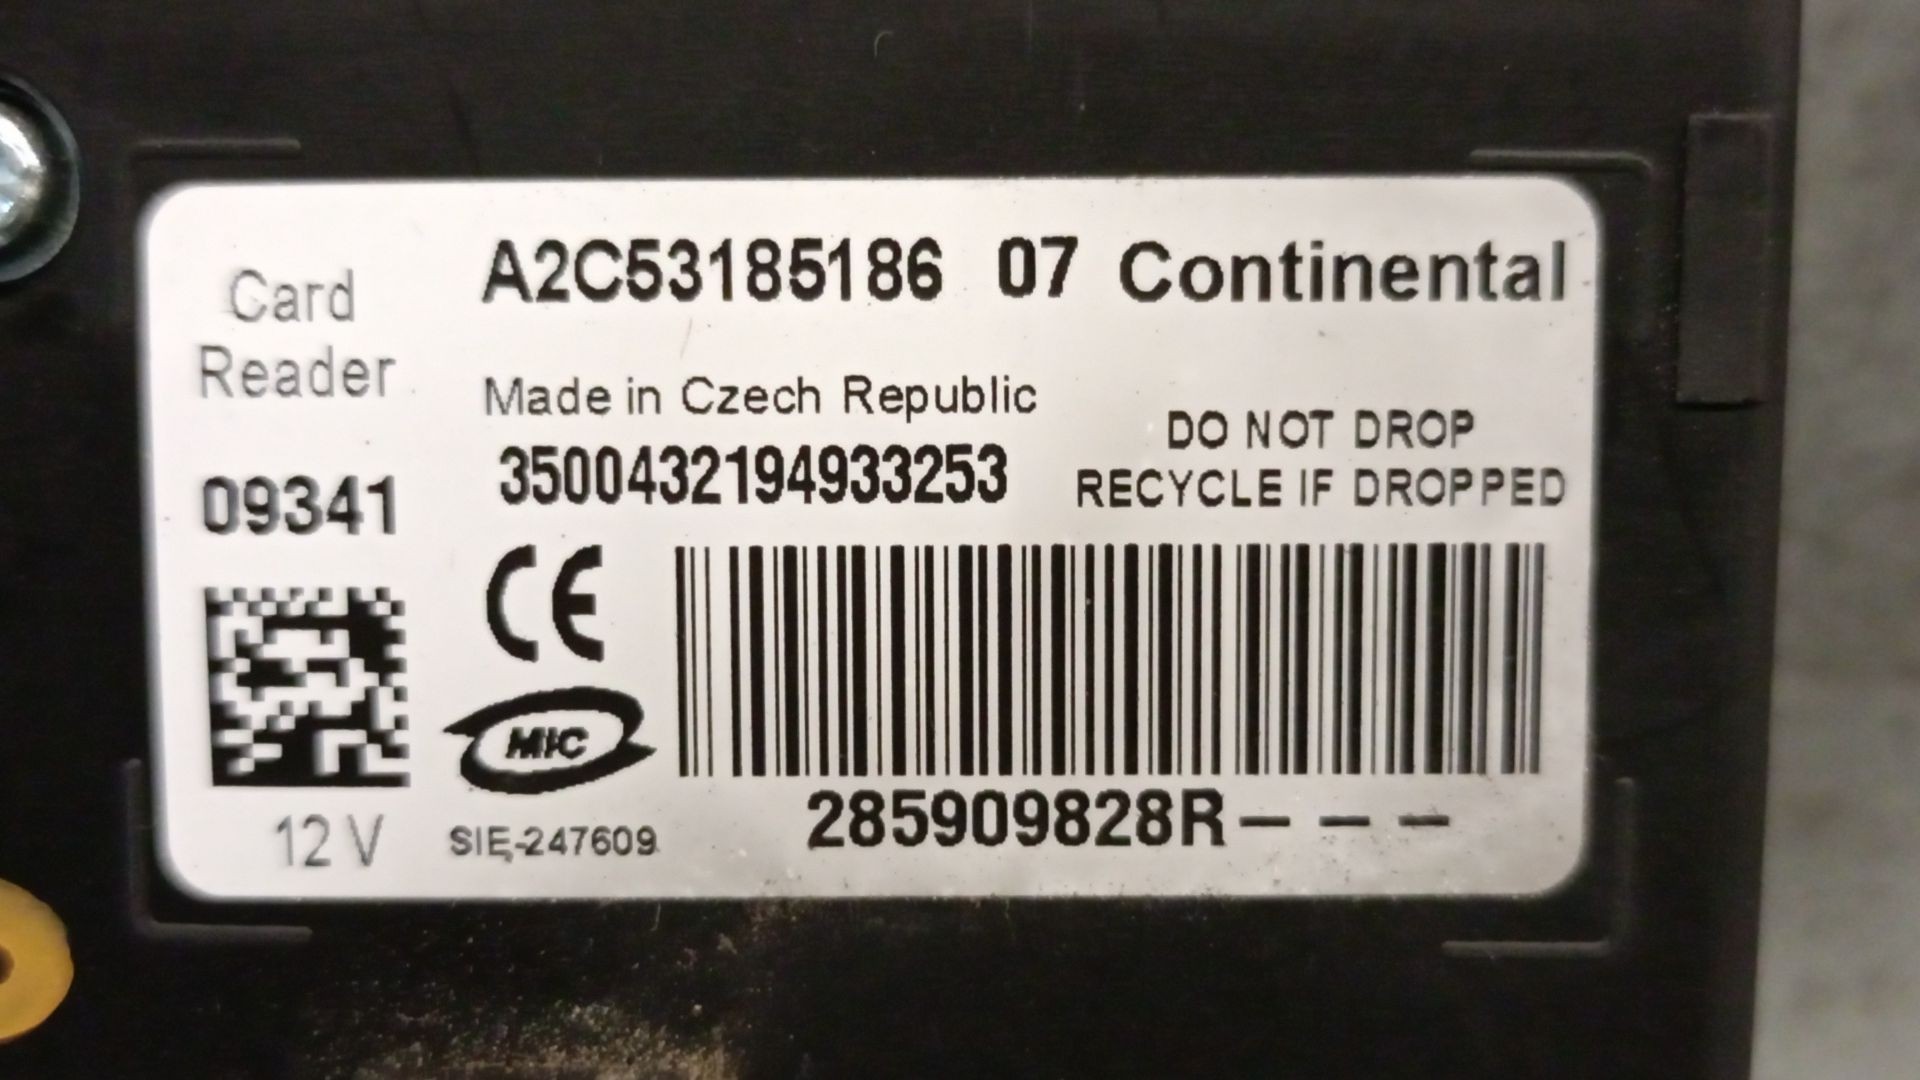 Card
Reader
09341
12 V
A2C53185186 07 Continental
Made in Czech Republic
3500432194933253
DO NOT DROP
RECYCLE IF DROPPED
CE
MIC
SIE-247609
285909828R– – –